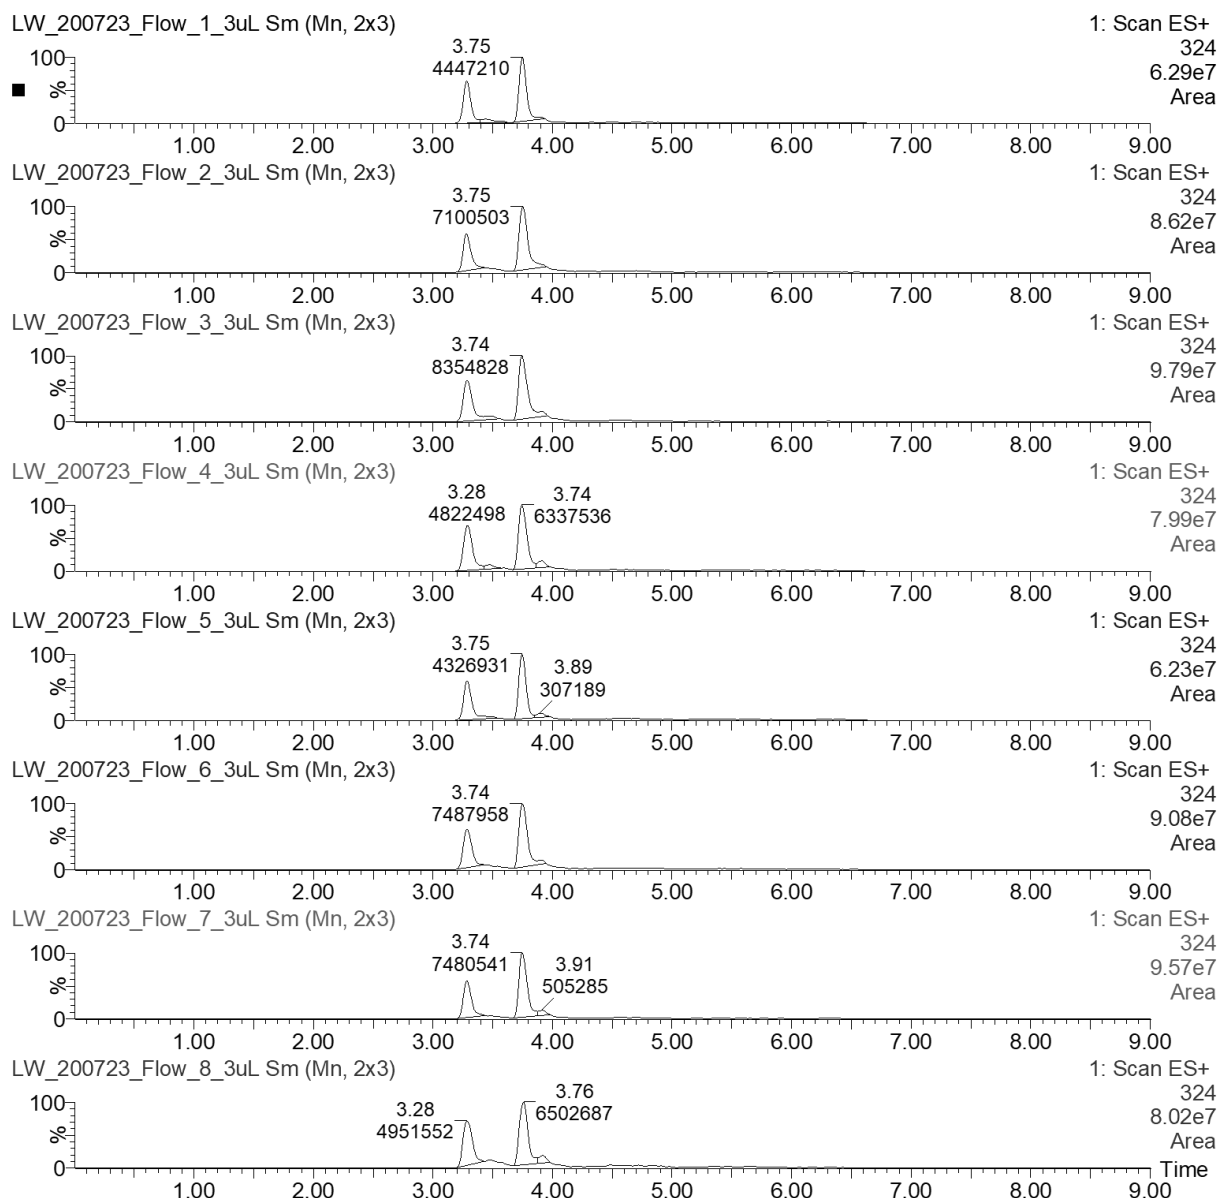 LW_200723_Flow_1_3uL Sm (Mn, 2x3) 1: Scan ES+
324
6.29e7
Area
3.75
4447210
100
%
0
1.00 2.00 3.00 4.00 5.00 6.00 7.00 8.00 9.00
LW_200723_Flow_2_3uL Sm (Mn, 2x3) 1: Scan ES+
324
8.62e7
Area
3.75
7100503
100
%
0
1.00 2.00 3.00 4.00 5.00 6.00 7.00 8.00 9.00
LW_200723_Flow_3_3uL Sm (Mn, 2x3) 1: Scan ES+
324
9.79e7
Area
3.74
8354828
100
%
0
1.00 2.00 3.00 4.00 5.00 6.00 7.00 8.00 9.00
LW_200723_Flow_4_3uL Sm (Mn, 2x3) 1: Scan ES+
324
7.99e7
Area
3.28 3.74
4822498 6337536
100
%
0
1.00 2.00 3.00 4.00 5.00 6.00 7.00 8.00 9.00
LW_200723_Flow_5_3uL Sm (Mn, 2x3) 1: Scan ES+
324
6.23e7
Area
3.75
4326931
3.89
307189
100
%
0
1.00 2.00 3.00 4.00 5.00 6.00 7.00 8.00 9.00
LW_200723_Flow_6_3uL Sm (Mn, 2x3) 1: Scan ES+
324
9.08e7
Area
3.74
7487958
100
%
0
1.00 2.00 3.00 4.00 5.00 6.00 7.00 8.00 9.00
LW_200723_Flow_7_3uL Sm (Mn, 2x3) 1: Scan ES+
324
9.57e7
Area
3.74
7480541
3.91
505285
100
%
0
1.00 2.00 3.00 4.00 5.00 6.00 7.00 8.00 9.00
LW_200723_Flow_8_3uL Sm (Mn, 2x3) 1: Scan ES+
324
8.02e7
Area
3.28
4951552
3.76
6502687
100
%
0
Time
1.00 2.00 3.00 4.00 5.00 6.00 7.00 8.00 9.00